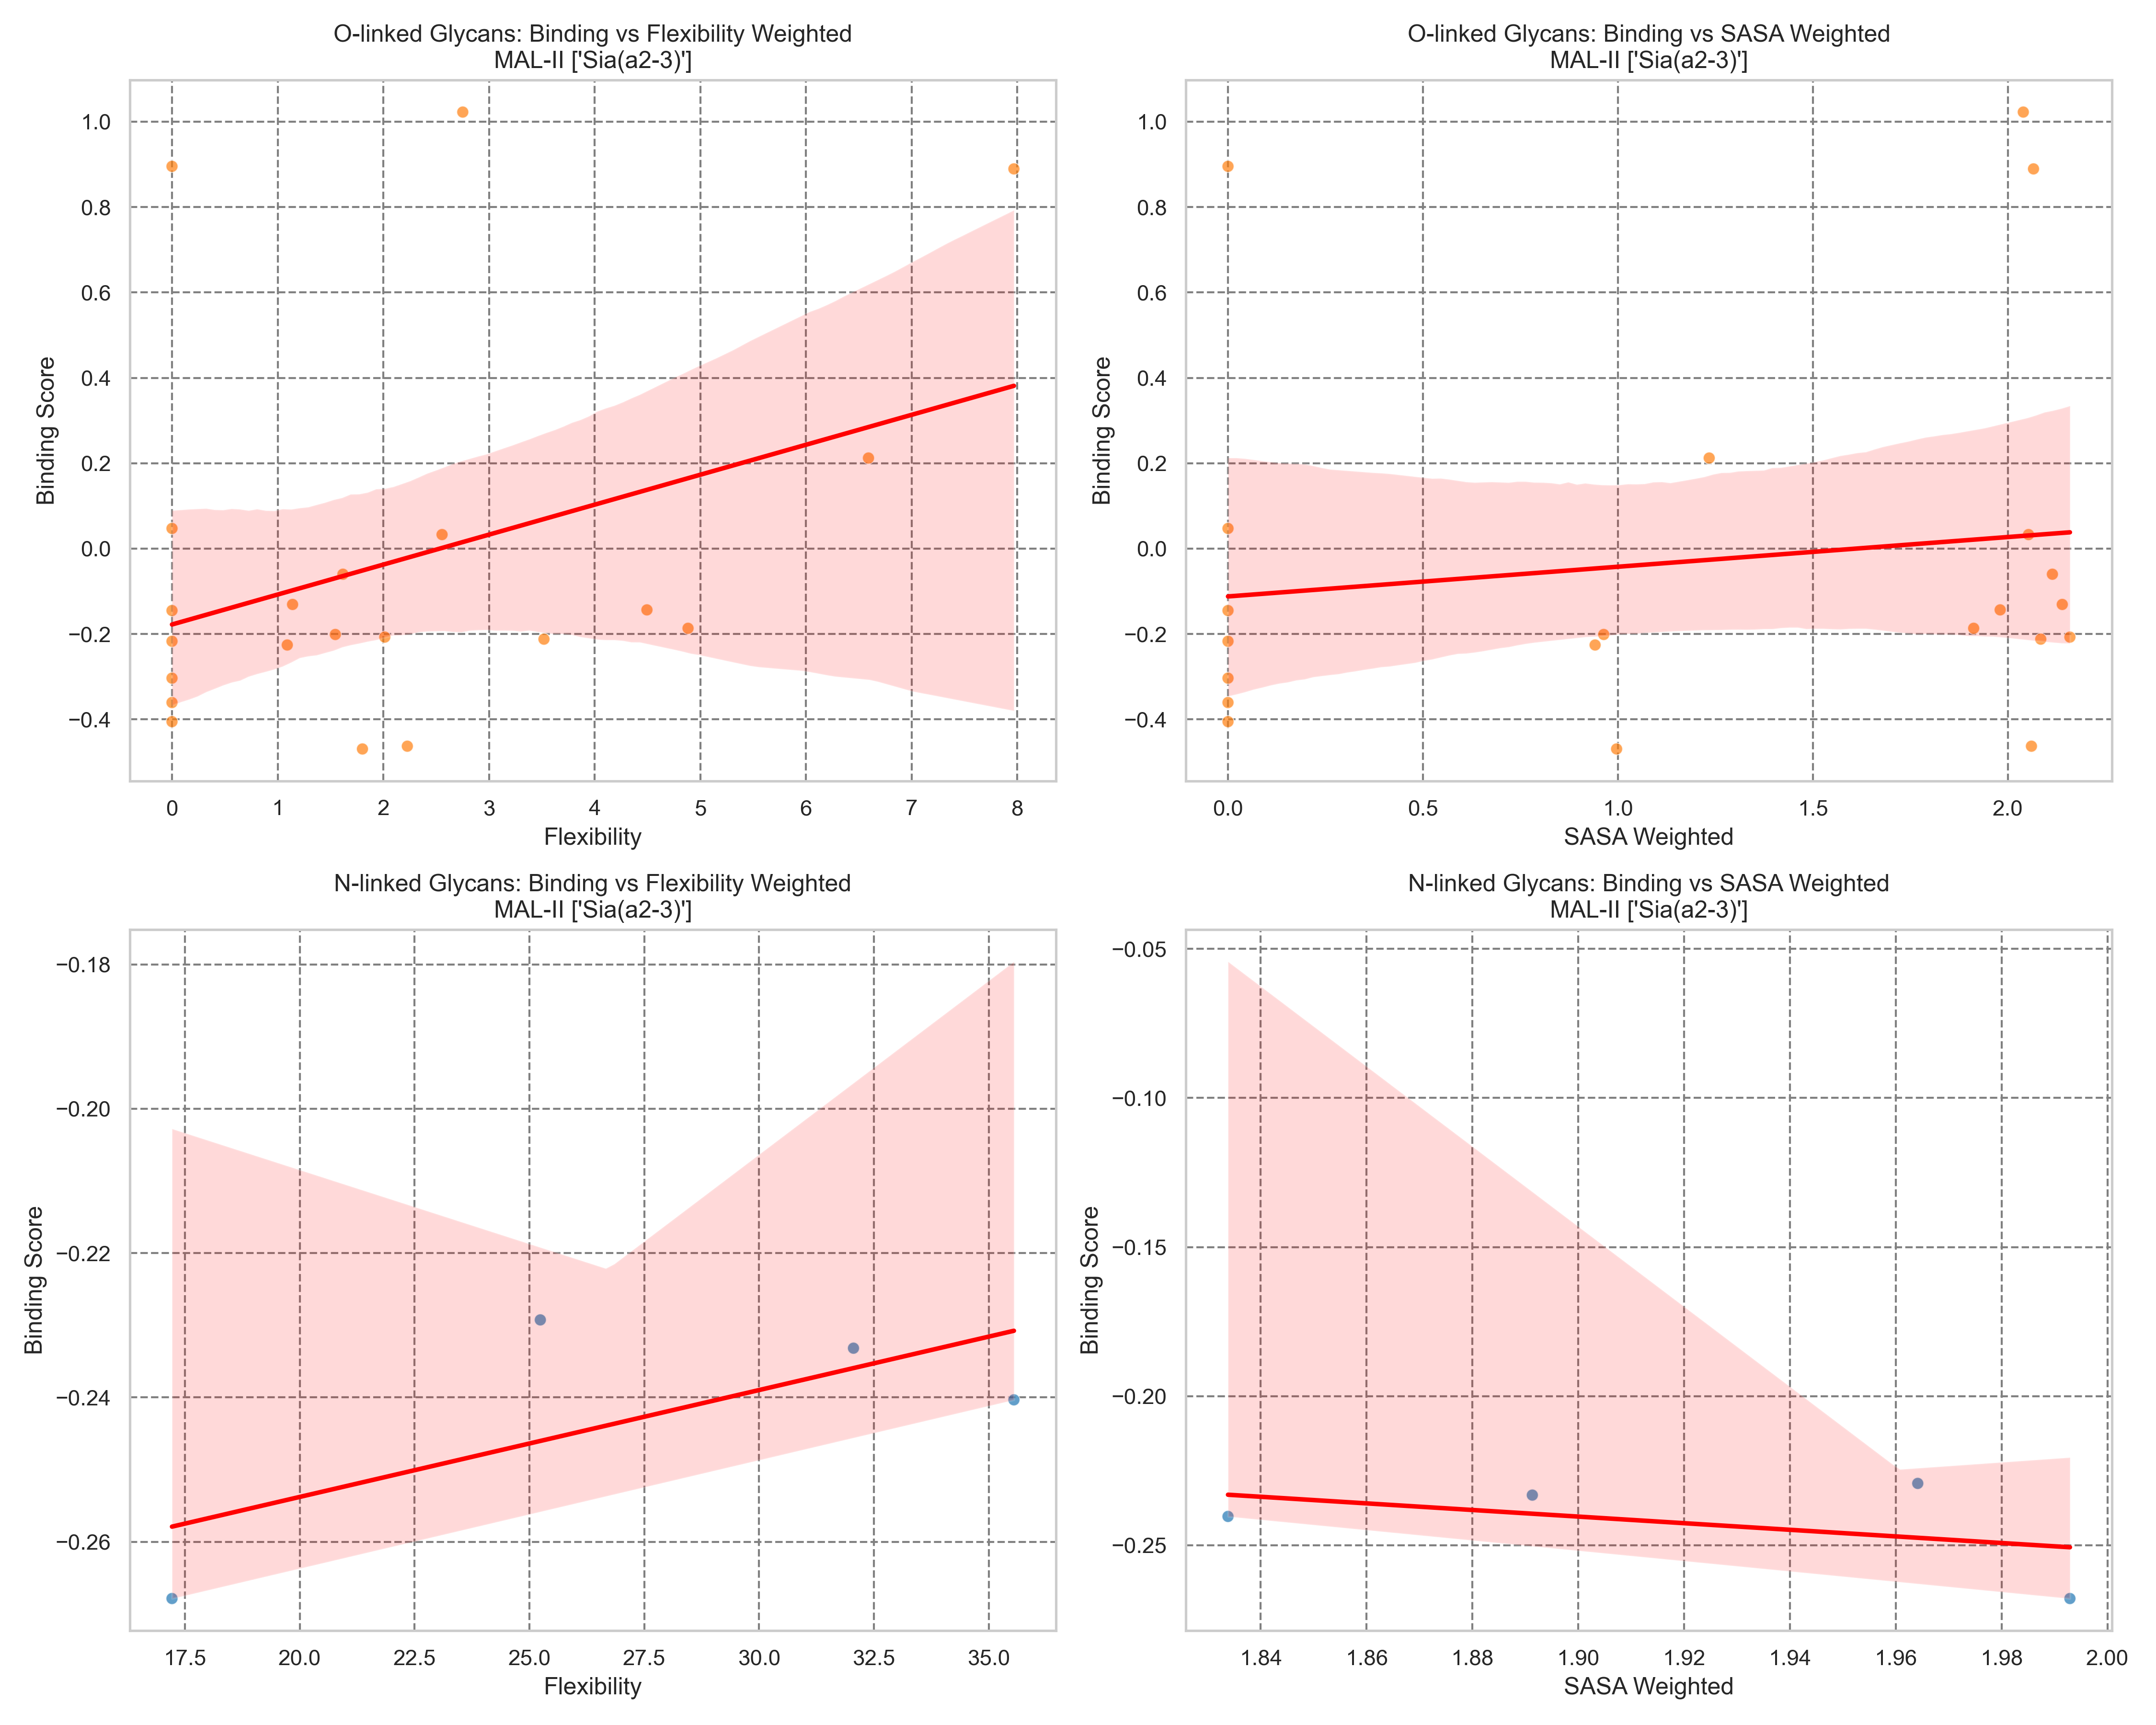 O-linked Glycans: Binding vs Flexibility Weighted
MAL-II ['Sia(a2-3)']
1.0
0.8
0.6
0.4
0.2
0.0
−0.2
−0.4
Binding Score
0 1 2 3 4 5 6 7 8
Flexibility
O-linked Glycans: Binding vs SASA Weighted
MAL-II ['Sia(a2-3)']
1.0
0.8
0.6
0.4
0.2
0.0
−0.2
−0.4
Binding Score
0.0 0.5 1.0 1.5 2.0
SASA Weighted
N-linked Glycans: Binding vs Flexibility Weighted
MAL-II ['Sia(a2-3)']
−0.18
−0.20
−0.22
−0.24
−0.26
Binding Score
17.5 20.0 22.5 25.0 27.5 30.0 32.5 35.0
Flexibility
N-linked Glycans: Binding vs SASA Weighted
MAL-II ['Sia(a2-3)']
−0.05
−0.10
−0.15
−0.20
−0.25
Binding Score
1.84 1.86 1.88 1.90 1.92 1.94 1.96 1.98 2.00
SASA Weighted